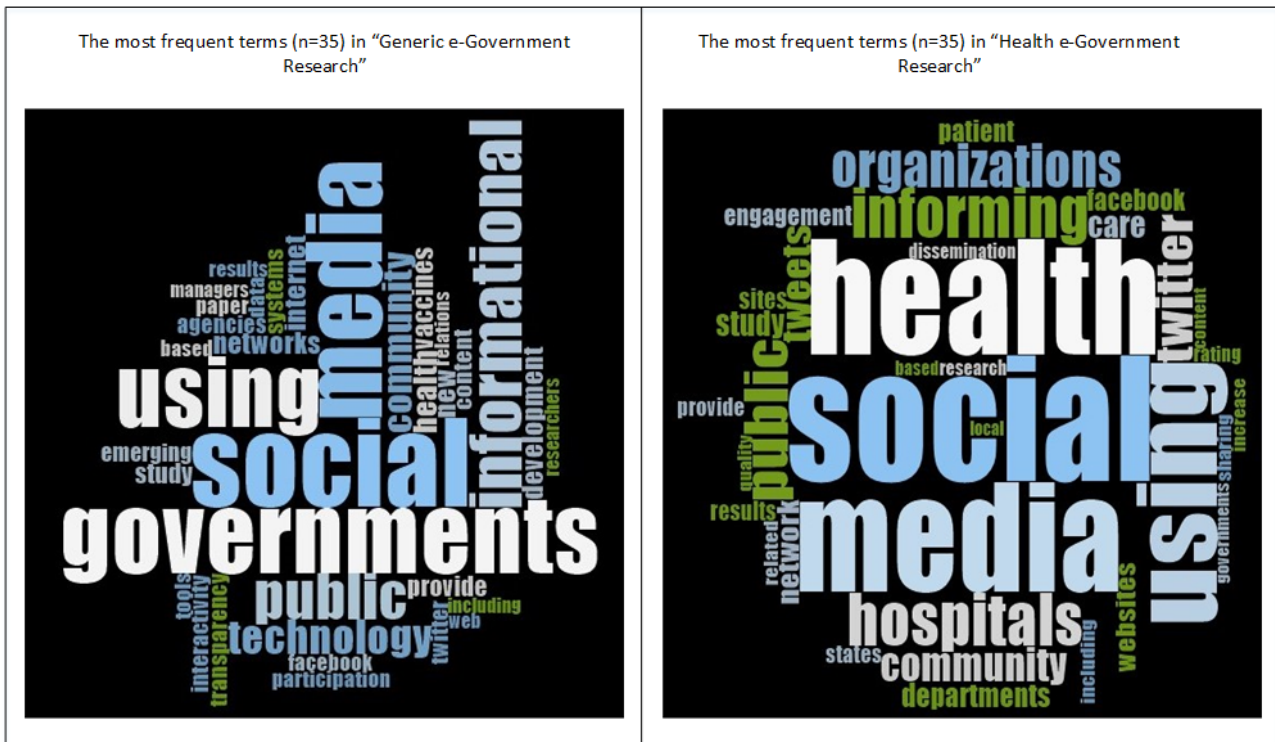 The most frequent terms (n=35) in “Generic e-Government
Research”
informational
media
results
systems
internet
data
managers
paper
agencies
networks
based
community
health
vaccines
relations
new
content
using
social
development
researchers
emerging
study
governments
tools
interactivity
transparency
public
provide
technology
twitter
including
web
facebook
participation
The most frequent terms (n=35) in “Health e-Government
Research”
patient
organizations
engagement
informing
facebook
care
dissemination
tweets
health
twitter
sites
study
content
rating
based
research
public
provide
social
local
using
quality
sharing
increase
results
related
network
media
governments
hospitals
websites
states
community
including
departments